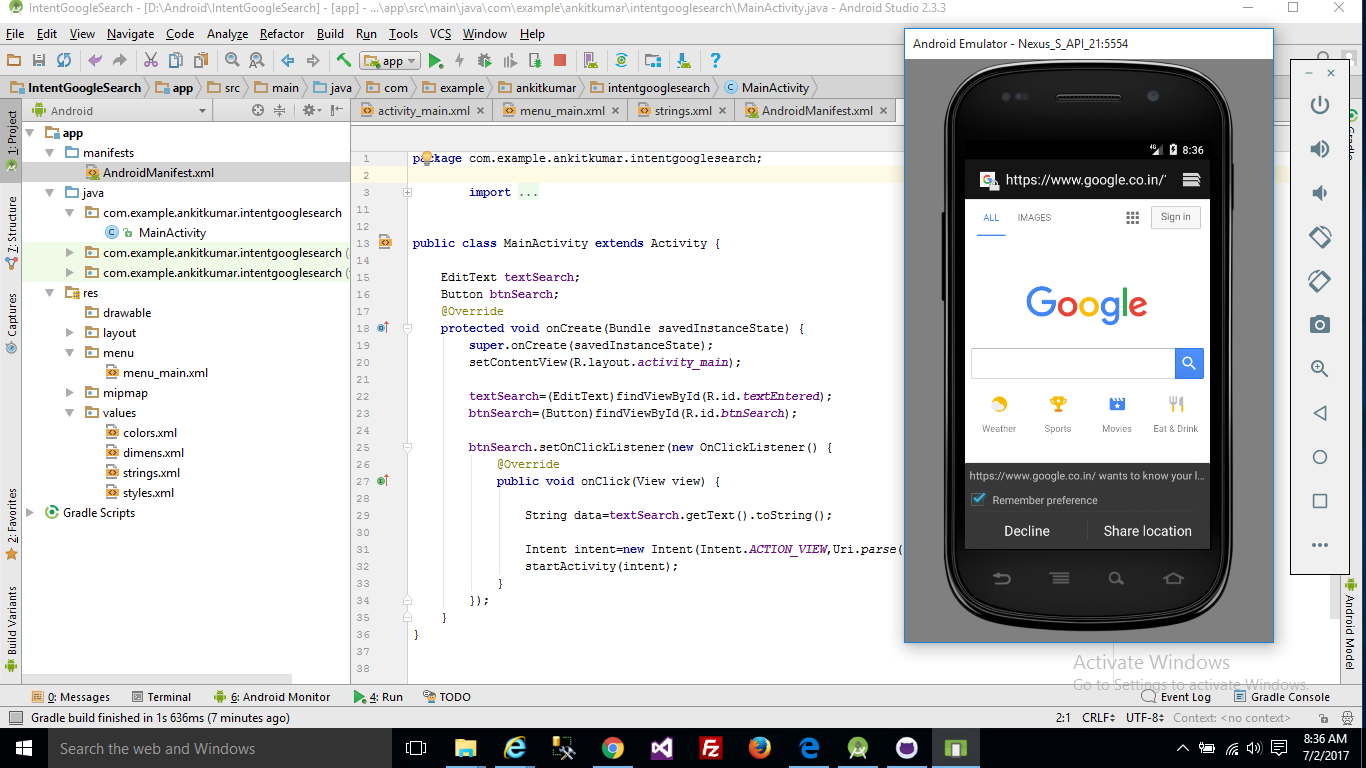 IntentGoogleSearch - [D:\Android\IntentGoogleSearch] - [app] - ...\app\src\main\java\com\example\ankitkumar\intentgooglesearch\MainActivity.java - Android Studio 2.3.3
File Edit View Navigate Code Analyze Refactor Build Run Tools VCS Window Help
app
IntentGoogleSearch app src main java com example ankitkumar intentgooglesearch MainActivity
Android
activity_main.xml menu_main.xml strings.xml AndroidManifest.xml
1: Project
7: Structure
Captures
2: Favorites
Build Variants
app
manifests
AndroidManifest.xml
java
com.example.ankitkumar.intentgooglesearch
MainActivity
com.example.ankitkumar.intentgooglesearch (
com.example.ankitkumar.intentgooglesearch (
res
drawable
layout
menu
menu_main.xml
mipmap
values
colors.xml
dimens.xml
strings.xml
styles.xml
Gradle Scripts
1 package com.example.ankitkumar.intentgooglesearch;
2
3 import ...
11
12
13 public class MainActivity extends Activity {
14
15 EditText textSearch;
16 Button btnSearch;
17 @Override
18 protected void onCreate(Bundle savedInstanceState) {
19 super.onCreate(savedInstanceState);
20 setContentView(R.layout.activity_main);
21
22 textSearch=(EditText)findViewById(R.id.textEntered);
23 btnSearch=(Button)findViewById(R.id.btnSearch);
24
25 btnSearch.setOnClickListener(new OnClickListener() {
26 @Override
27 public void onClick(View view) {
28
29 String data=textSearch.getText().toString();
30
31 Intent intent=new Intent(Intent.ACTION_VIEW,Uri.parse(
32 startActivity(intent);
33 }
34 });
35 }
36 }
37
38
Android Emulator - Nexus_S_API_21:5554
4G 8:36
https://www.google.co.in/
ALL IMAGES Sign in
Google
Weather Sports Movies Eat & Drink
https://www.google.co.in/ wants to know your l...
Remember preference
Decline Share location
Android Model
Activate Windows
Go to Settings to activate Windows.
0: Messages Terminal 6: Android Monitor 4: Run TODO Event Log Gradle Console
Gradle build finished in 1s 636ms (7 minutes ago) 2:1 CRLF UTF-8 Context: <no context>
Search the web and Windows
8:36 AM
7/2/2017